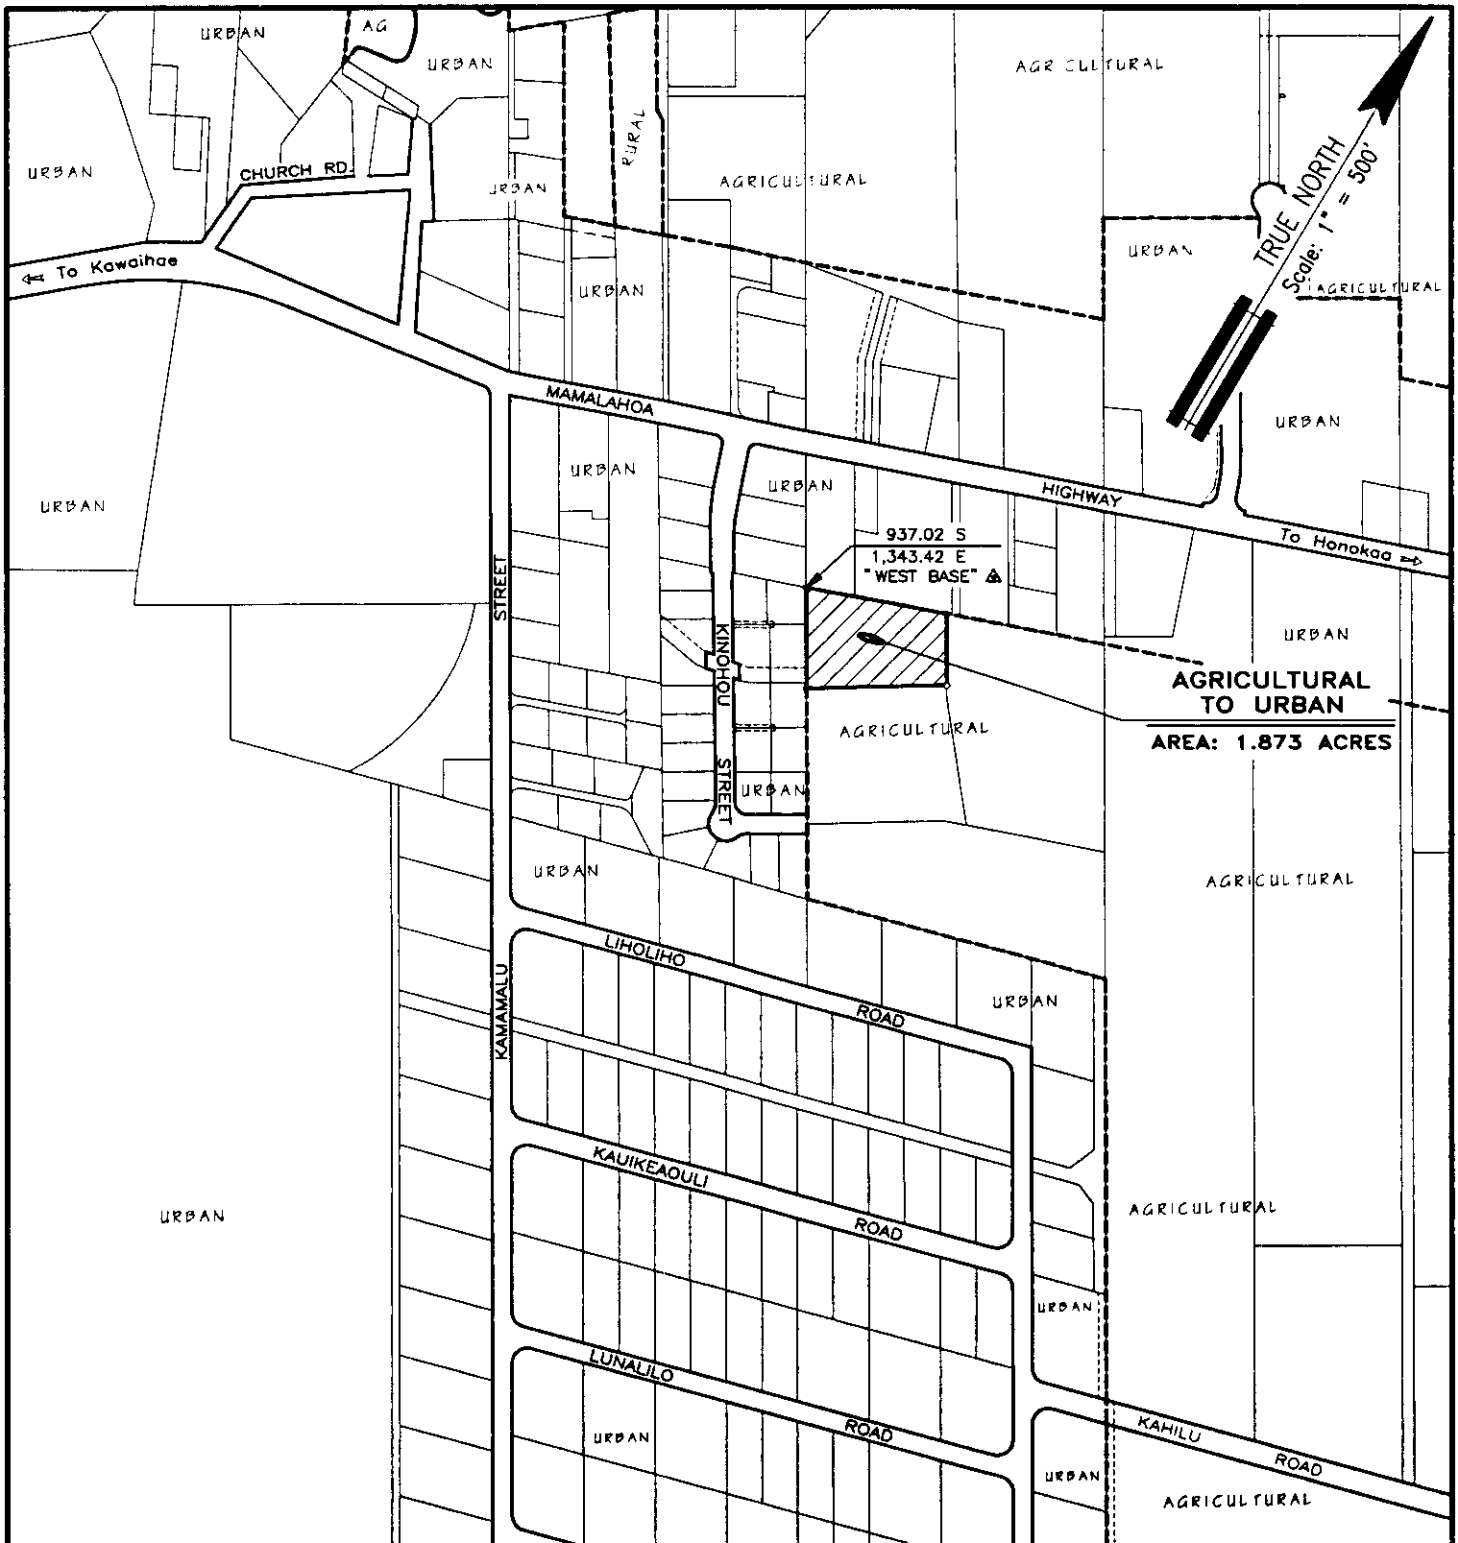 URBAN
AG
URBAN
AGRICULTURAL
RURAL
URBAN
CHURCH RD.
URBAN
AGRICULTURAL
TRUE NORTH
Scale: 1" = 500'
URBAN
To Kawaihae
URBAN
AGRICULTURAL
MAMALAHOA
URBAN
URBAN
URBAN
URBAN
HIGHWAY
To Honokaa
937.02 S
1,343.42 E
"WEST BASE"
STREET
KINOHOU
STREET
URBAN
AGRICULTURAL
TO URBAN
AREA: 1.873 ACRES
AGRICULTURAL
URBAN
URBAN
AGRICULTURAL
LIHOLIHO
ROAD
URBAN
KAMAMALU
KAUIKEAOULI
ROAD
URBAN
AGRICULTURAL
URBAN
LUNALILO
ROAD
URBAN
KAHILU
ROAD
URBAN
AGRICULTURAL